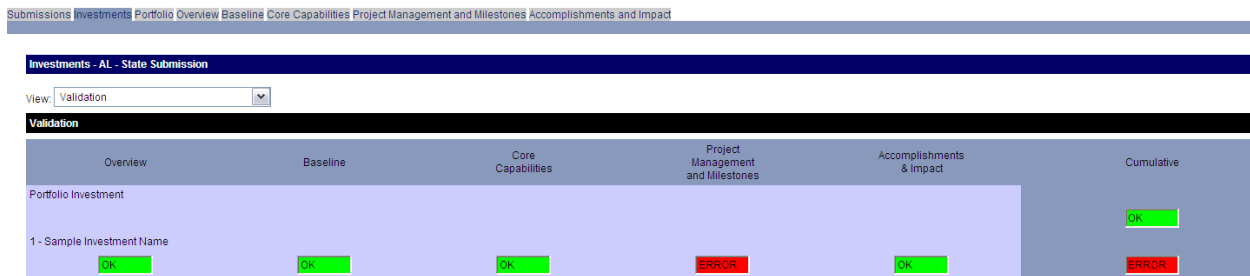 Submissions Investments Portfolio Overview Baseline Core Capabilities Project Management and Milestones Accomplishments and Impact
Investments - AL - State Submission
View: Validation
Validation
Overview Baseline Core Capabilities Project Management and Milestones Accomplishments & Impact Cumulative
Portfolio Investment
OK
1 - Sample Investment Name
OK OK OK ERROR OK ERROR